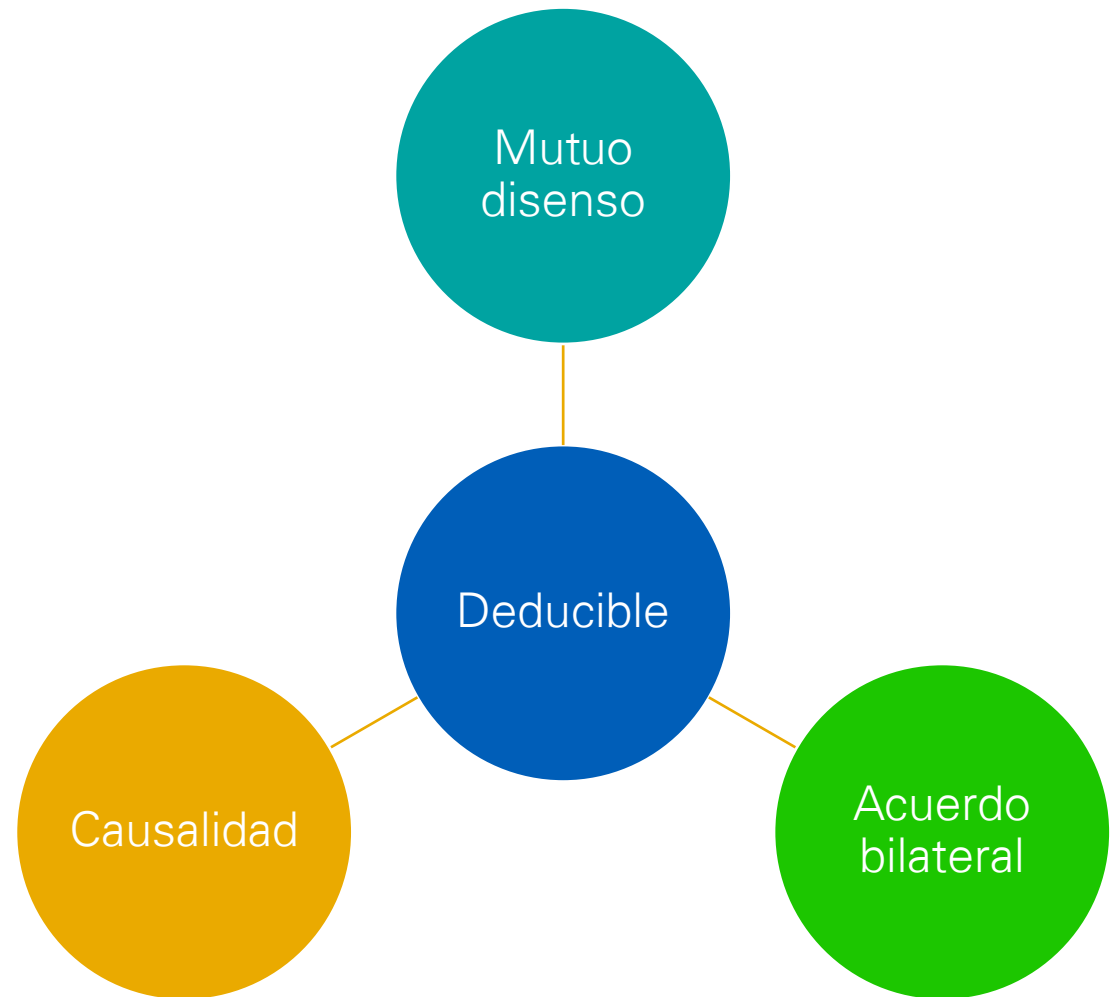 Mutuo
disenso
Deducible
Causalidad
Acuerdo
bilateral